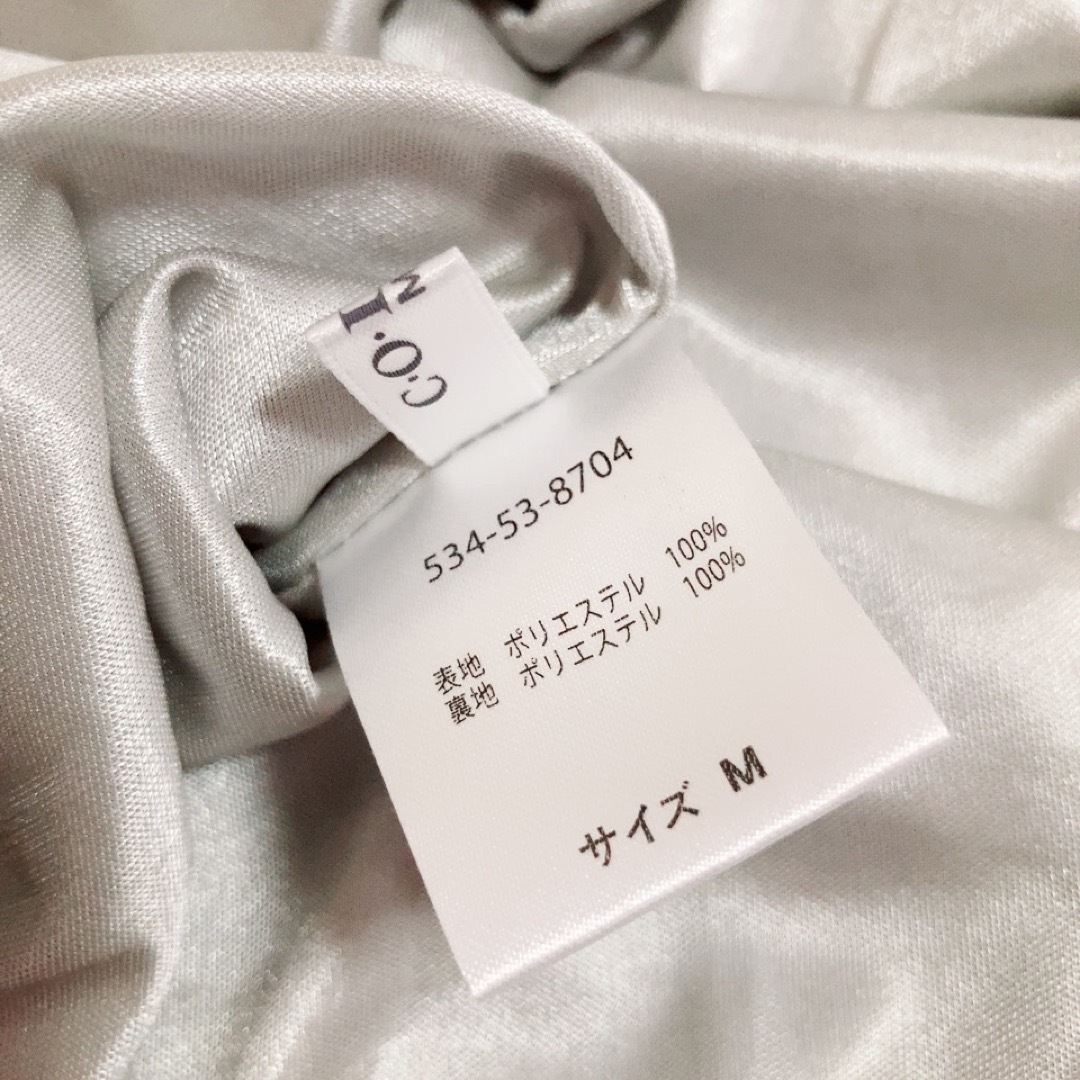 C.O.I
M
534-53-8704
表地 ポリエステル 100%
裏地 ポリエステル 100%
サイズ M